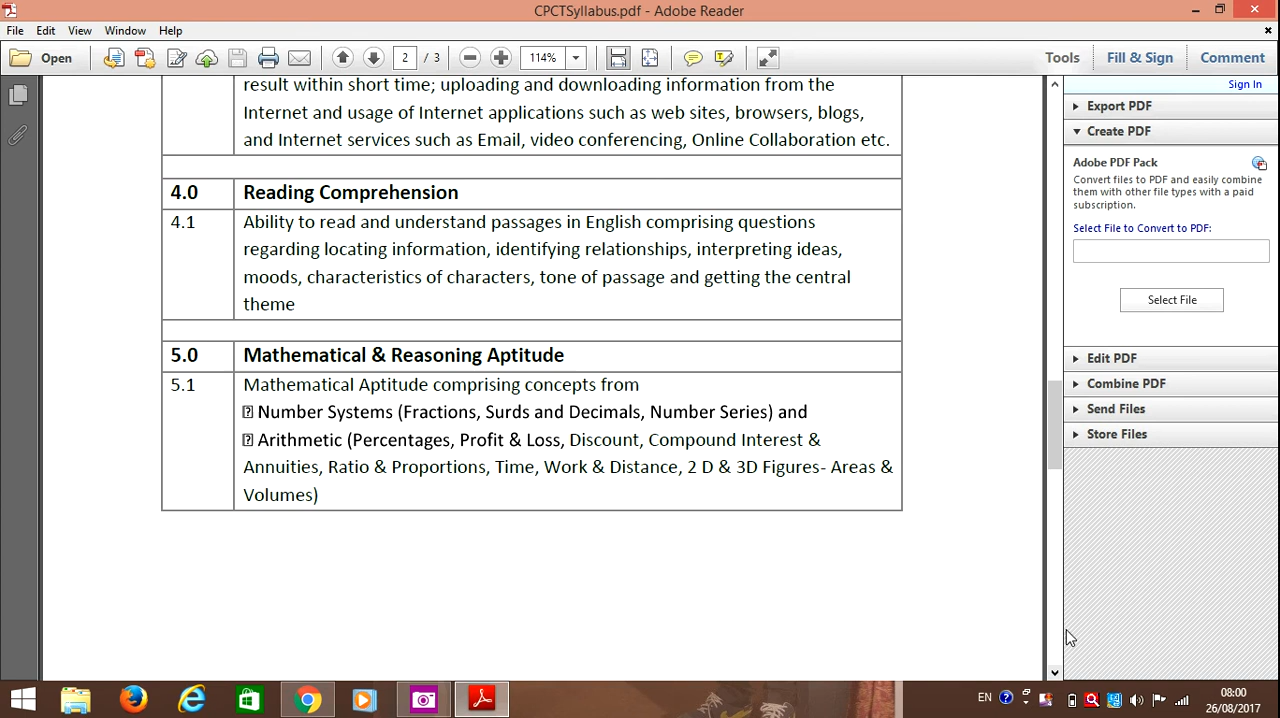 CPCTSyllabus.pdf - Adobe Reader
File Edit View Window Help
Open 2 / 3 114% Tools Fill & Sign Comment
Sign In
result within short time; uploading and downloading information from the
Internet and usage of Internet applications such as web sites, browsers, blogs,
and Internet services such as Email, video conferencing, Online Collaboration etc.
4.0 Reading Comprehension
4.1 Ability to read and understand passages in English comprising questions
regarding locating information, identifying relationships, interpreting ideas,
moods, characteristics of characters, tone of passage and getting the central
theme
5.0 Mathematical & Reasoning Aptitude
5.1 Mathematical Aptitude comprising concepts from
Number Systems (Fractions, Surds and Decimals, Number Series) and
Arithmetic (Percentages, Profit & Loss, Discount, Compound Interest &
Annuities, Ratio & Proportions, Time, Work & Distance, 2 D & 3D Figures- Areas &
Volumes)
Export PDF
Create PDF
Adobe PDF Pack
Convert files to PDF and easily combine
them with other file types with a paid
subscription.
Select File to Convert to PDF:
Select File
Edit PDF
Combine PDF
Send Files
Store Files
EN
08:00
26/08/2017